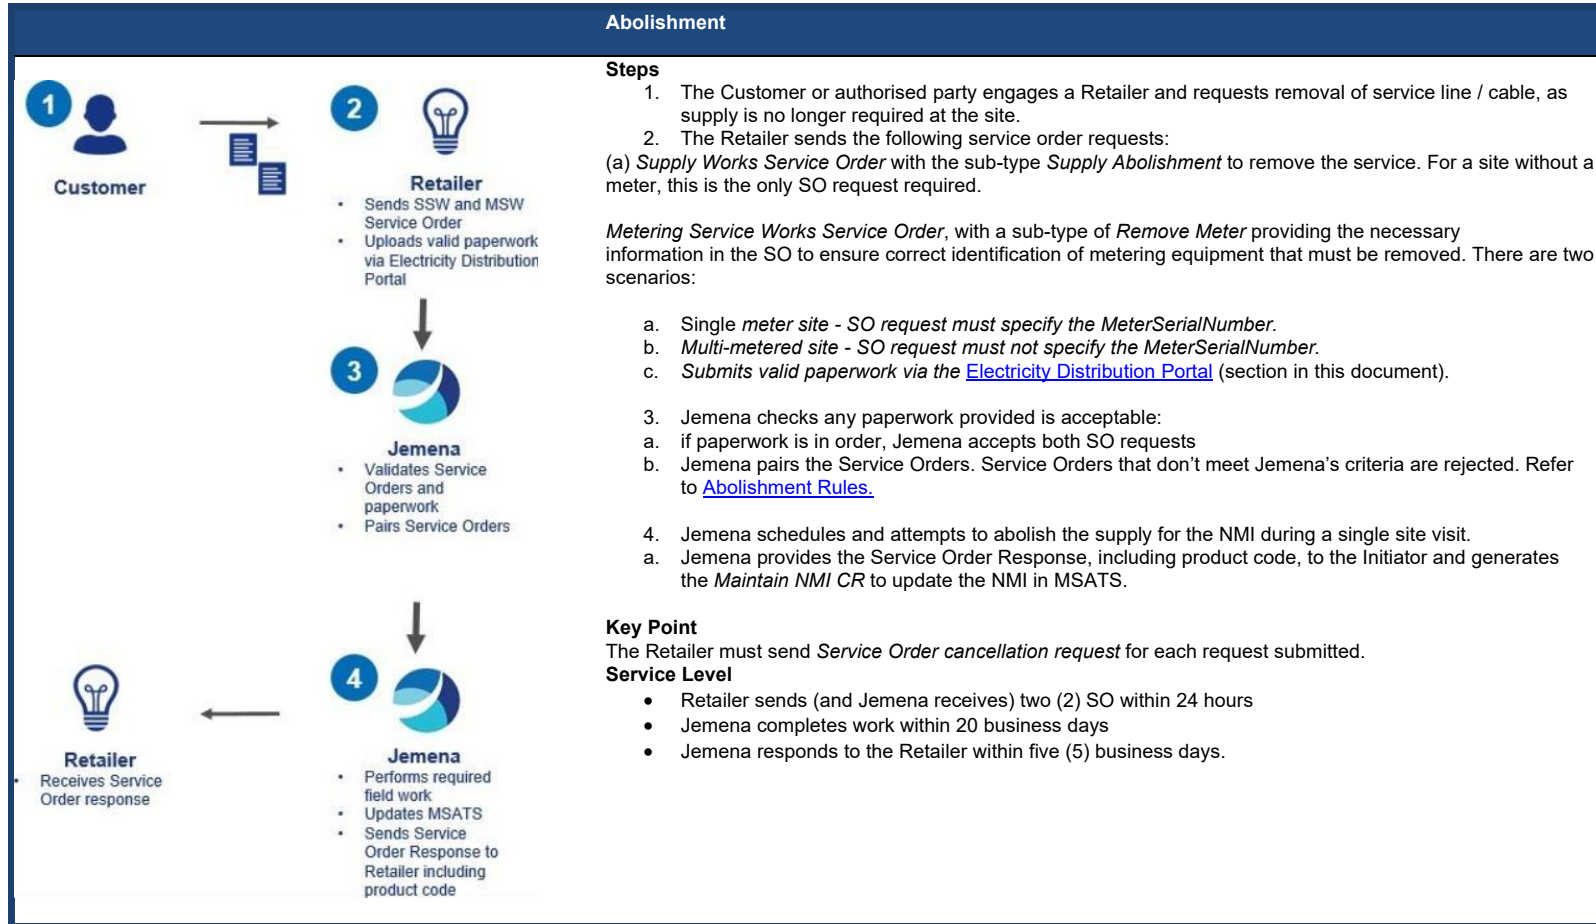 Abolishment
1
Customer
2
Retailer
• Sends SSW and MSW
Service Order
• Uploads valid paperwork
via Electricity Distribution
Portal
3
Jemena
• Validates Service
Orders and
paperwork
• Pairs Service Orders
4
Jemena
• Performs required
field work
• Updates MSATS
• Sends Service
Order Response to
Retailer including
product code
Retailer
• Receives Service
Order response
Steps
1. The Customer or authorised party engages a Retailer and requests removal of service line / cable, as
supply is no longer required at the site.
2. The Retailer sends the following service order requests:
(a) Supply Works Service Order with the sub-type Supply Abolishment to remove the service. For a site without a
meter, this is the only SO request required.
Metering Service Works Service Order, with a sub-type of Remove Meter providing the necessary
information in the SO to ensure correct identification of metering equipment that must be removed. There are two
scenarios:
a. Single meter site - SO request must specify the MeterSerialNumber.
b. Multi-metered site - SO request must not specify the MeterSerialNumber.
c. Submits valid paperwork via the Electricity Distribution Portal (section in this document).
3. Jemena checks any paperwork provided is acceptable:
a. if paperwork is in order, Jemena accepts both SO requests
b. Jemena pairs the Service Orders. Service Orders that don’t meet Jemena’s criteria are rejected. Refer
to Abolishment Rules.
4. Jemena schedules and attempts to abolish the supply for the NMI during a single site visit.
a. Jemena provides the Service Order Response, including product code, to the Initiator and generates
the Maintain NMI CR to update the NMI in MSATS.
Key Point
The Retailer must send Service Order cancellation request for each request submitted.
Service Level
• Retailer sends (and Jemena receives) two (2) SO within 24 hours
• Jemena completes work within 20 business days
• Jemena responds to the Retailer within five (5) business days.